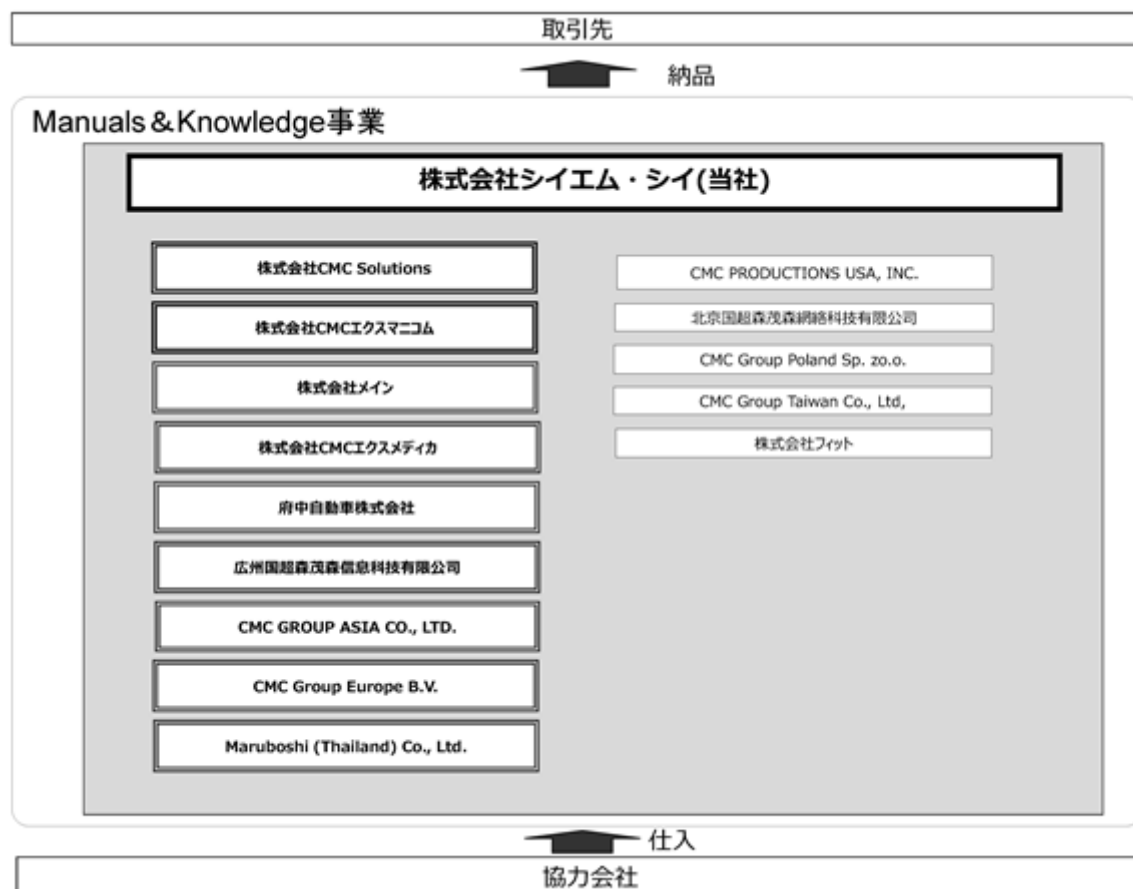 取引先
納品
Manuals&Knowledge事業
株式会社シイエム・シイ(当社)
株式会社CMC Solutions
株式会社CMCエクスマニコム
株式会社メイン
株式会社CMCエクスメディカ
府中自動車株式会社
広州国超森茂森信息科技有限公司
CMC GROUP ASIA CO., LTD.
CMC Group Europe B.V.
Maruboshi (Thailand) Co., Ltd.
CMC PRODUCTIONS USA, INC.
北京国超森茂森網絡科技有限公司
CMC Group Poland Sp. zo.o.
CMC Group Taiwan Co., Ltd,
株式会社フィット
仕入
協力会社